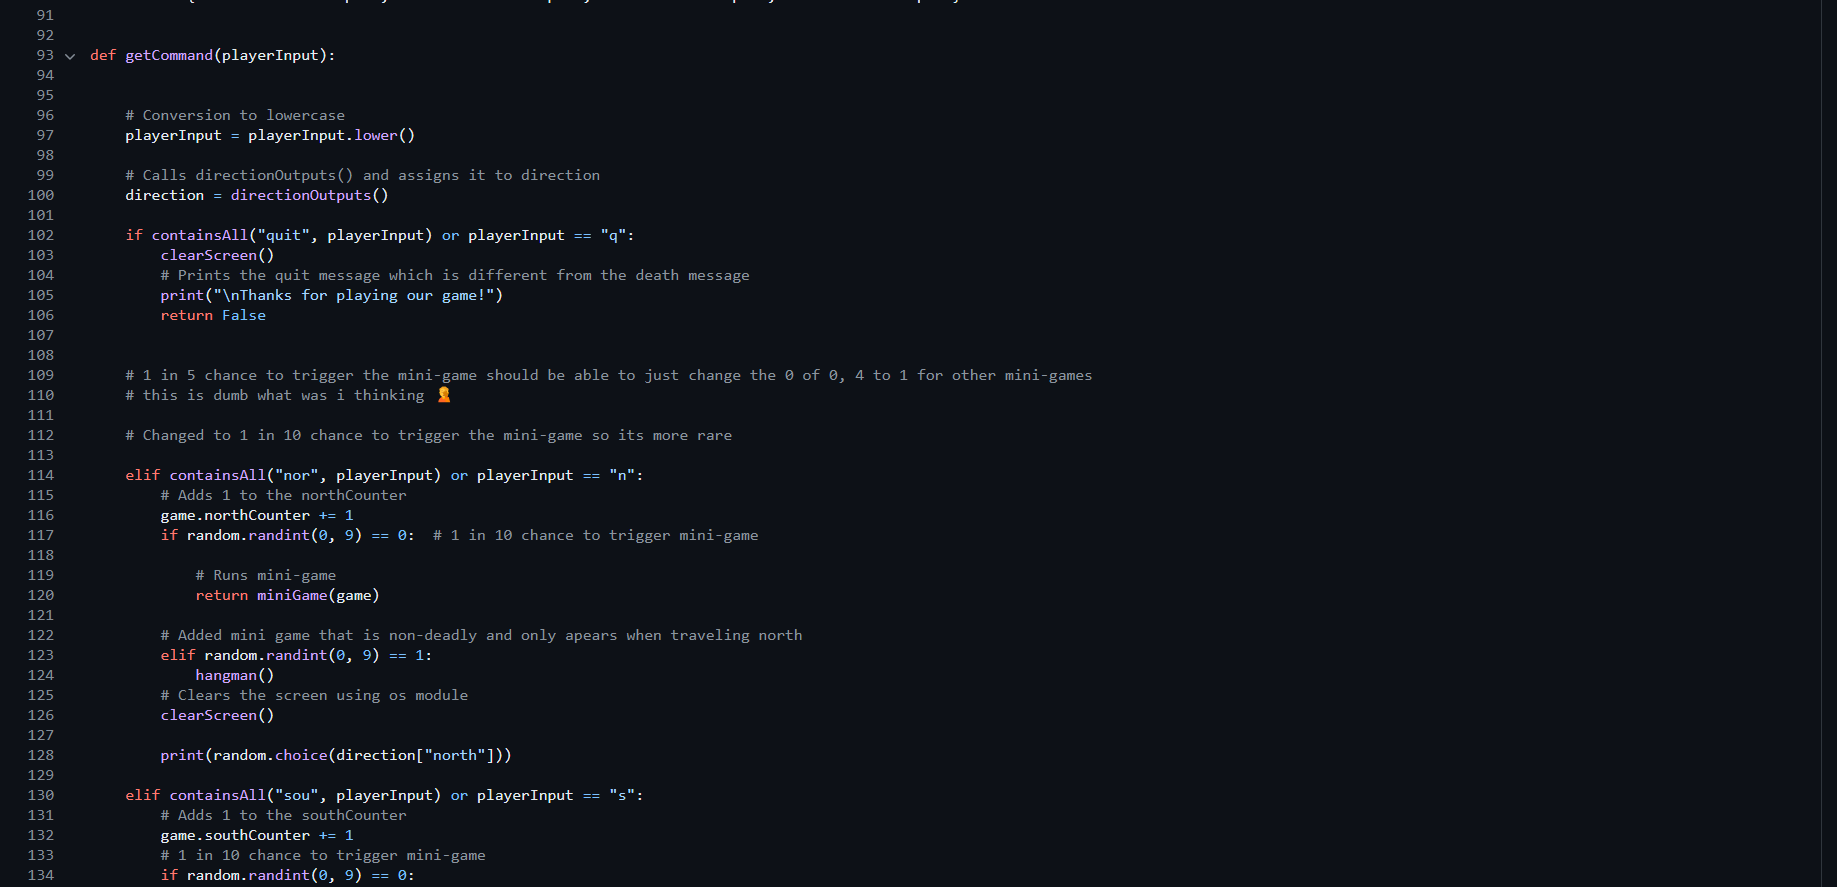 91
92
93 def getCommand(playerInput):
94
95
96 # Conversion to lowercase
97 playerInput = playerInput.lower()
98
99 # Calls directionOutputs() and assigns it to direction
100 direction = directionOutputs()
101
102 if containsAll("quit", playerInput) or playerInput == "q":
103 clearScreen()
104 # Prints the quit message which is different from the death message
105 print("\nThanks for playing our game!")
106 return False
107
108
109 # 1 in 5 chance to trigger the mini-game should be able to just change the 0 of 0, 4 to 1 for other mini-games
110 # this is dumb what was i thinking 🤦
111
112 # Changed to 1 in 10 chance to trigger the mini-game so its more rare
113
114 elif containsAll("nor", playerInput) or playerInput == "n":
115 # Adds 1 to the northCounter
116 game.northCounter += 1
117 if random.randint(0, 9) == 0:  # 1 in 10 chance to trigger mini-game
118
119 # Runs mini-game
120 return miniGame(game)
121
122 # Added mini game that is non-deadly and only apears when traveling north
123 elif random.randint(0, 9) == 1:
124 hangman()
125 # Clears the screen using os module
126 clearScreen()
127
128 print(random.choice(direction["north"]))
129
130 elif containsAll("sou", playerInput) or playerInput == "s":
131 # Adds 1 to the southCounter
132 game.southCounter += 1
133 # 1 in 10 chance to trigger mini-game
134 if random.randint(0, 9) == 0: